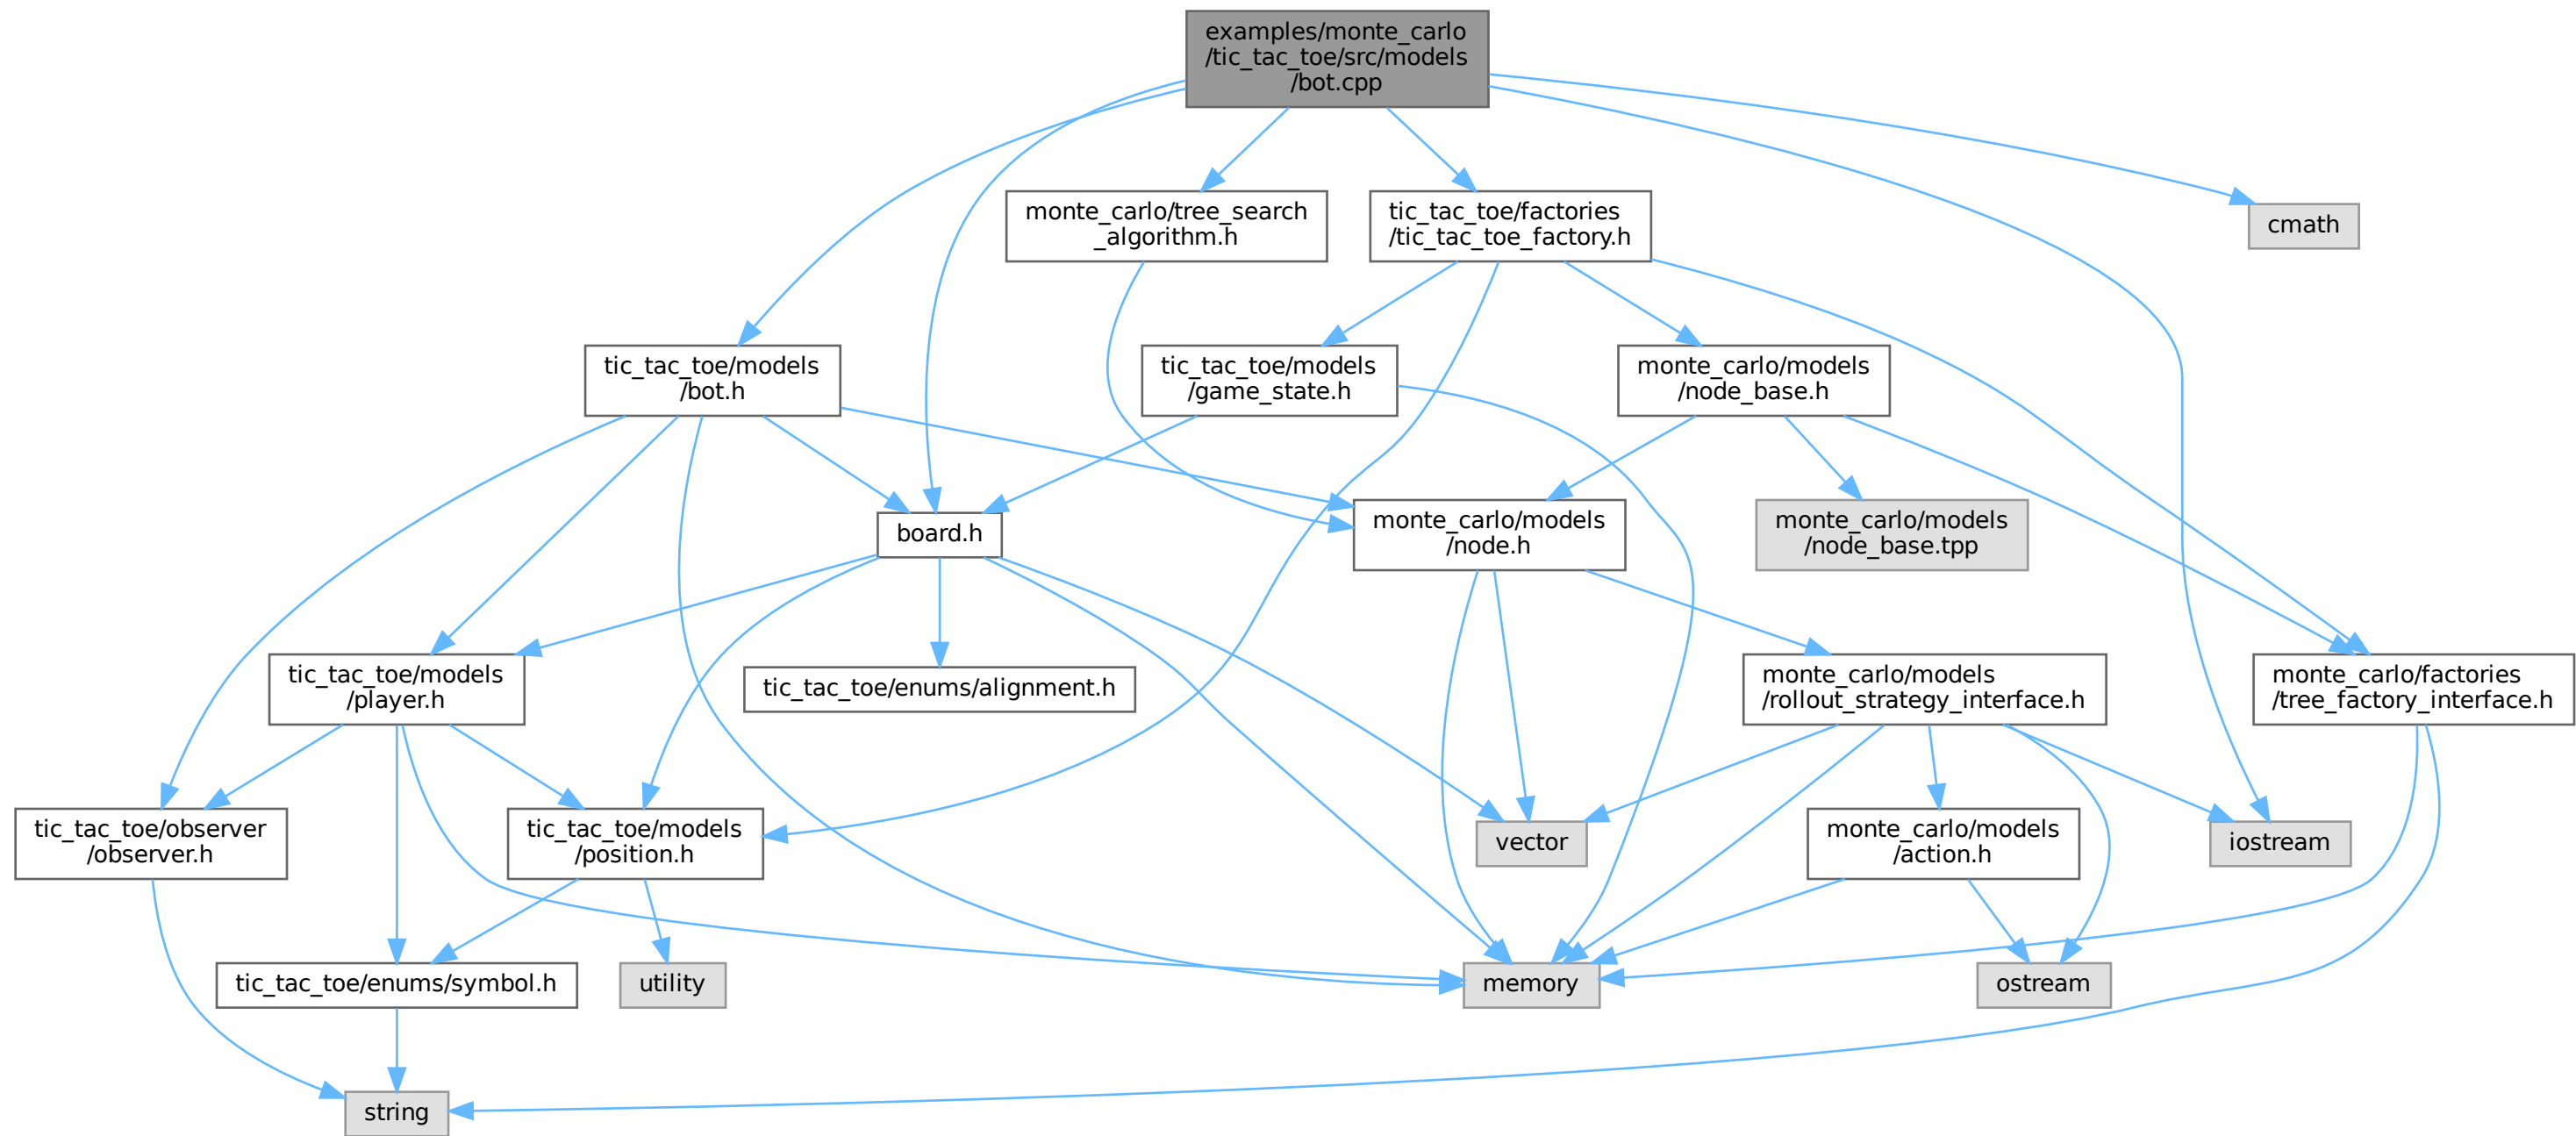 examples/monte_carlo
/tic_tac_toe/src/models
/bot.cpp
monte_carlo/tree_search
_algorithm.h
tic_tac_toe/factories
/tic_tac_toe_factory.h
cmath
tic_tac_toe/models
/bot.h
tic_tac_toe/models
/game_state.h
monte_carlo/models
/node_base.h
board.h
monte_carlo/models
/node.h
monte_carlo/models
/node_base.tpp
tic_tac_toe/models
/player.h
tic_tac_toe/enums/alignment.h
monte_carlo/models
/rollout_strategy_interface.h
monte_carlo/factories
/tree_factory_interface.h
tic_tac_toe/observer
/observer.h
tic_tac_toe/models
/position.h
vector
monte_carlo/models
/action.h
iostream
tic_tac_toe/enums/symbol.h
utility
memory
ostream
string